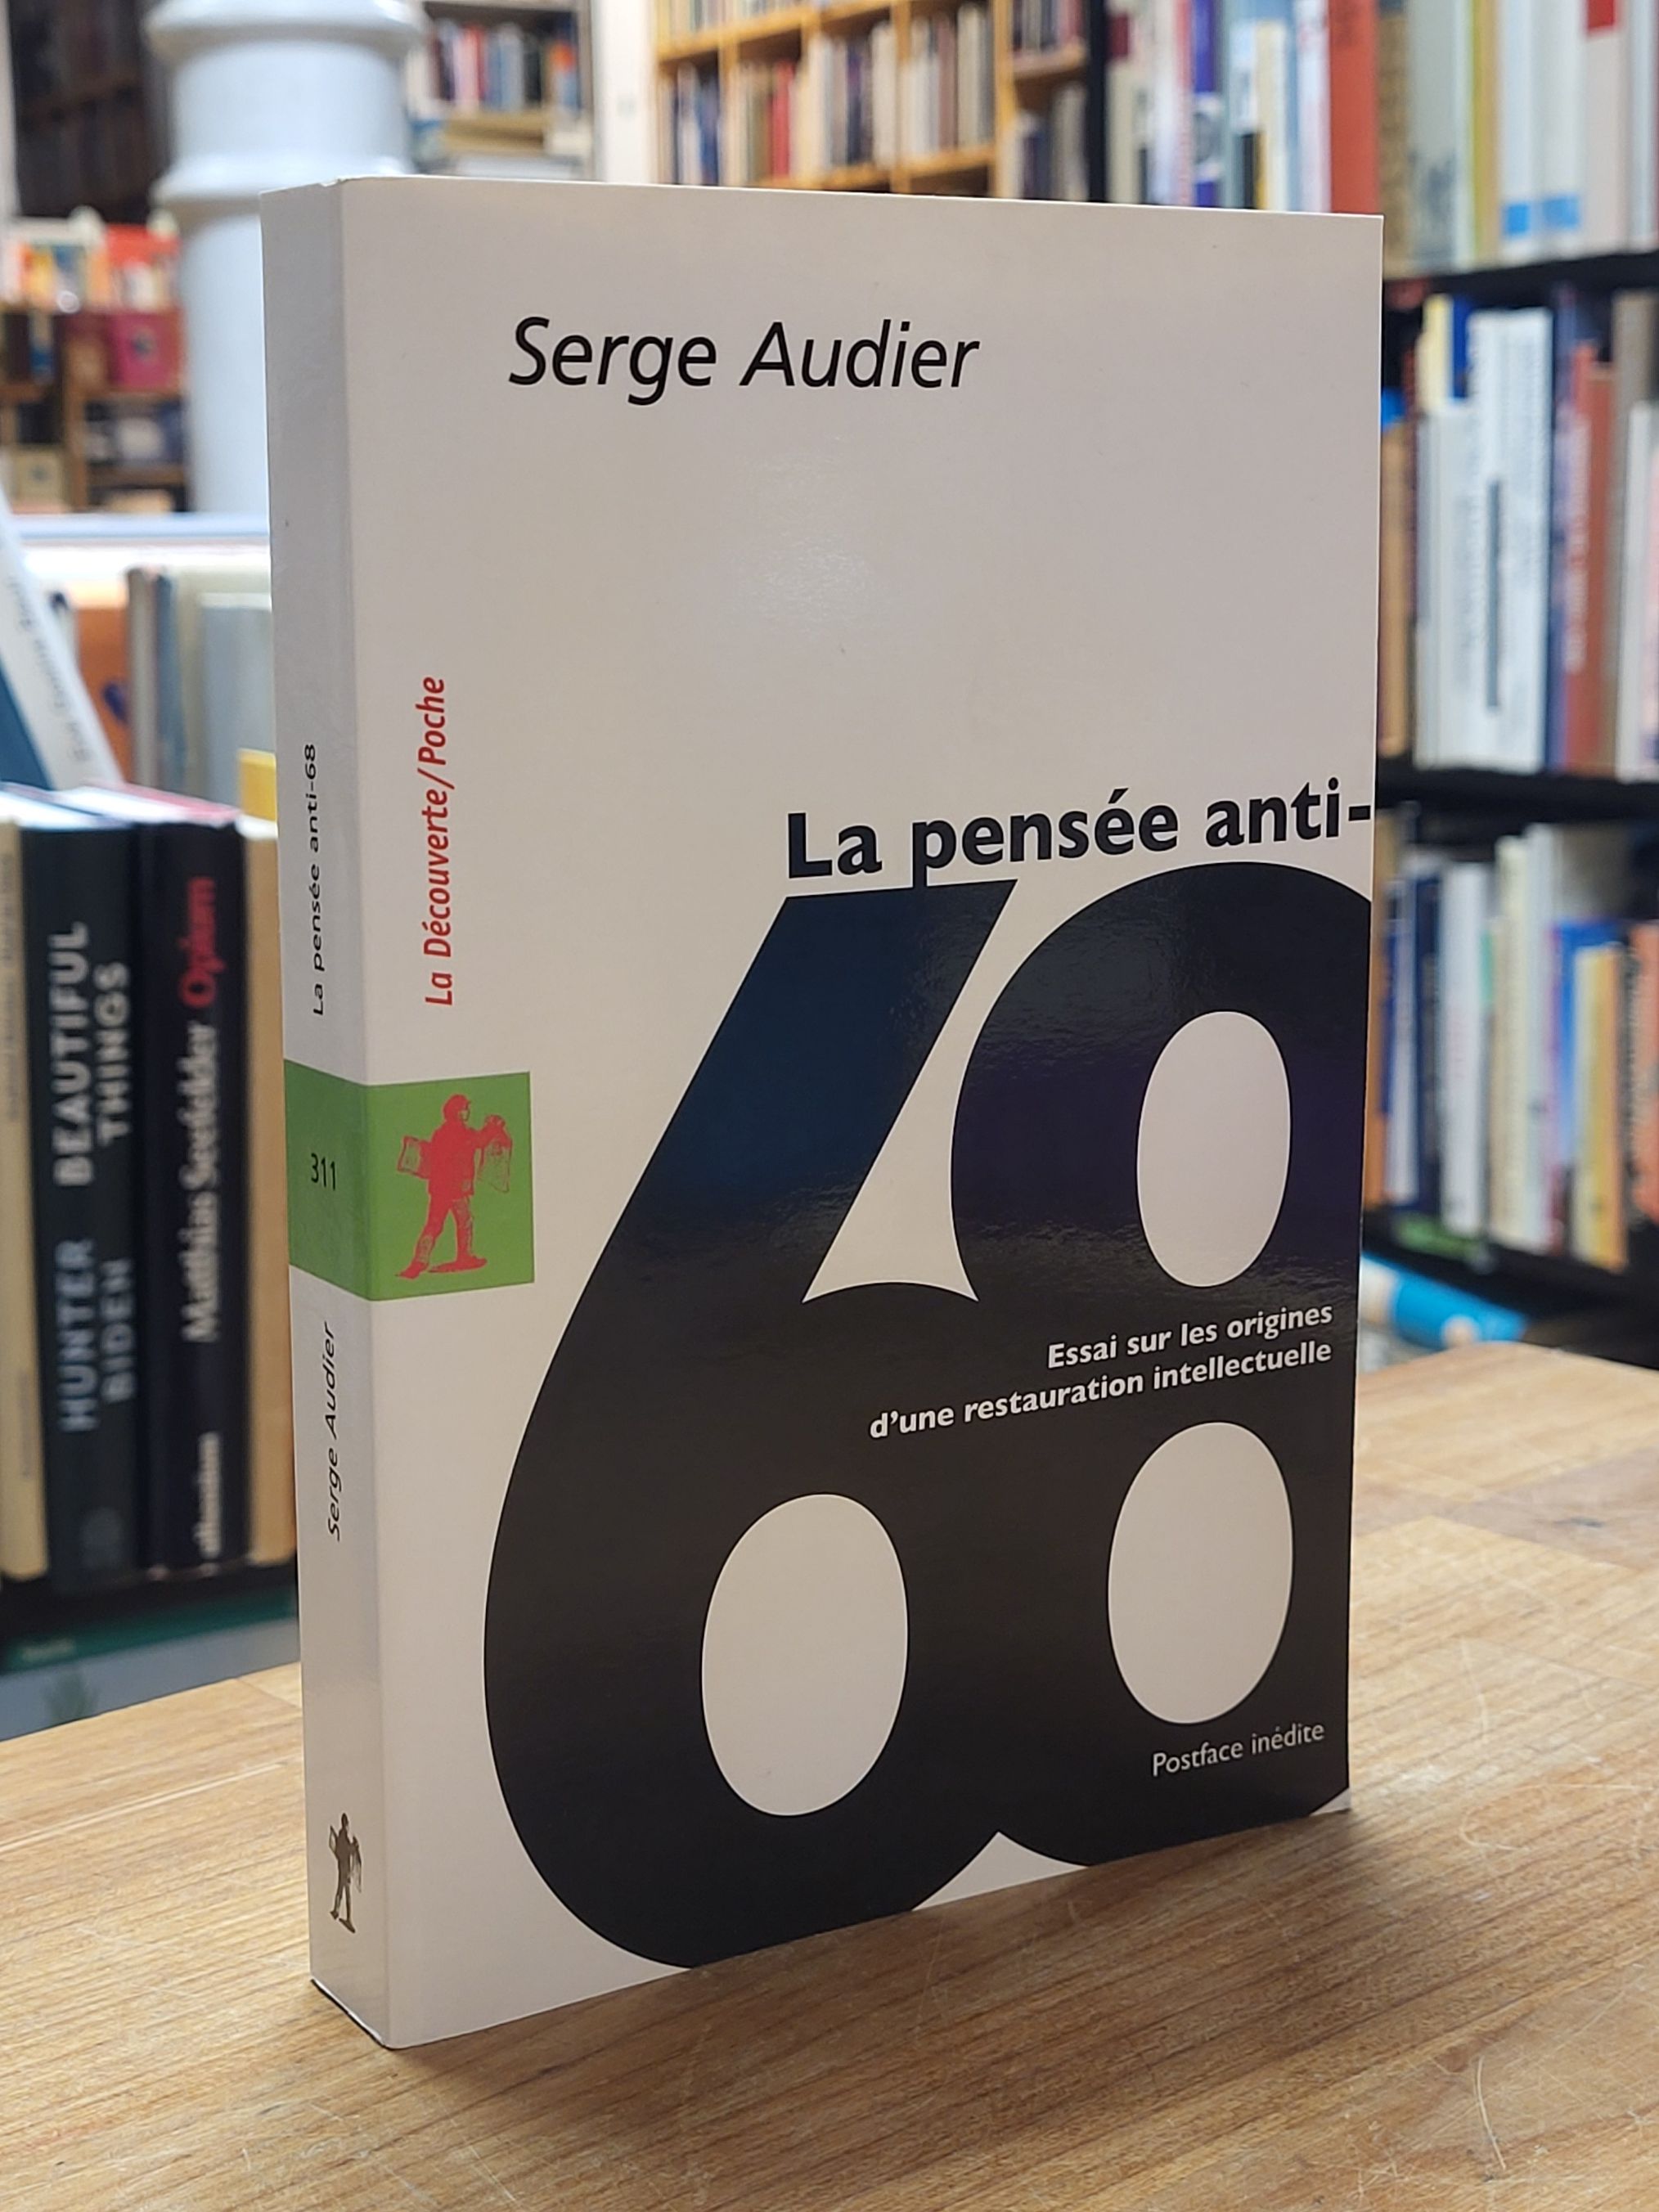 Serge Audier
La pensée anti-
68
Essai sur les origines
d'une restauration intellectuelle
Postface inédite
La Découverte/Poche
La pensée anti-68
311
Serge Audier
HUNTER BEAUTIFUL
BIDEN THINGS
Matthias Seefelder Opium